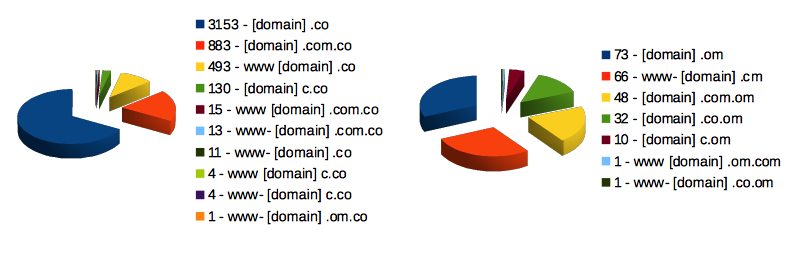 3153 - [domain] .co
883 - [domain] .com.co
493 - www [domain] .co
130 - [domain] c.co
15 - www [domain] .com.co
13 - www- [domain] .com.co
11 - www- [domain] .co
4 - www [domain] c.co
4 - www- [domain] c.co
1 - www- [domain] .om.co
73 - [domain] .om
66 - www- [domain] .cm
48 - [domain] .com.om
32 - [domain] .co.om
10 - [domain] c.om
1 - www [domain] .om.com
1 - www- [domain] .co.om